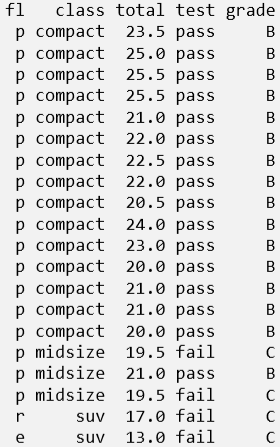 fl class total test grade
p compact 23.5 pass B
p compact 25.0 pass B
p compact 25.5 pass B
p compact 25.5 pass B
p compact 21.0 pass B
p compact 22.0 pass B
p compact 22.5 pass B
p compact 22.0 pass B
p compact 20.5 pass B
p compact 24.0 pass B
p compact 23.0 pass B
p compact 20.0 pass B
p compact 21.0 pass B
p compact 21.0 pass B
p compact 20.0 pass B
p midsize 19.5 fail C
p midsize 21.0 pass B
p midsize 19.5 fail C
r suv 17.0 fail C
e suv 13.0 fail C